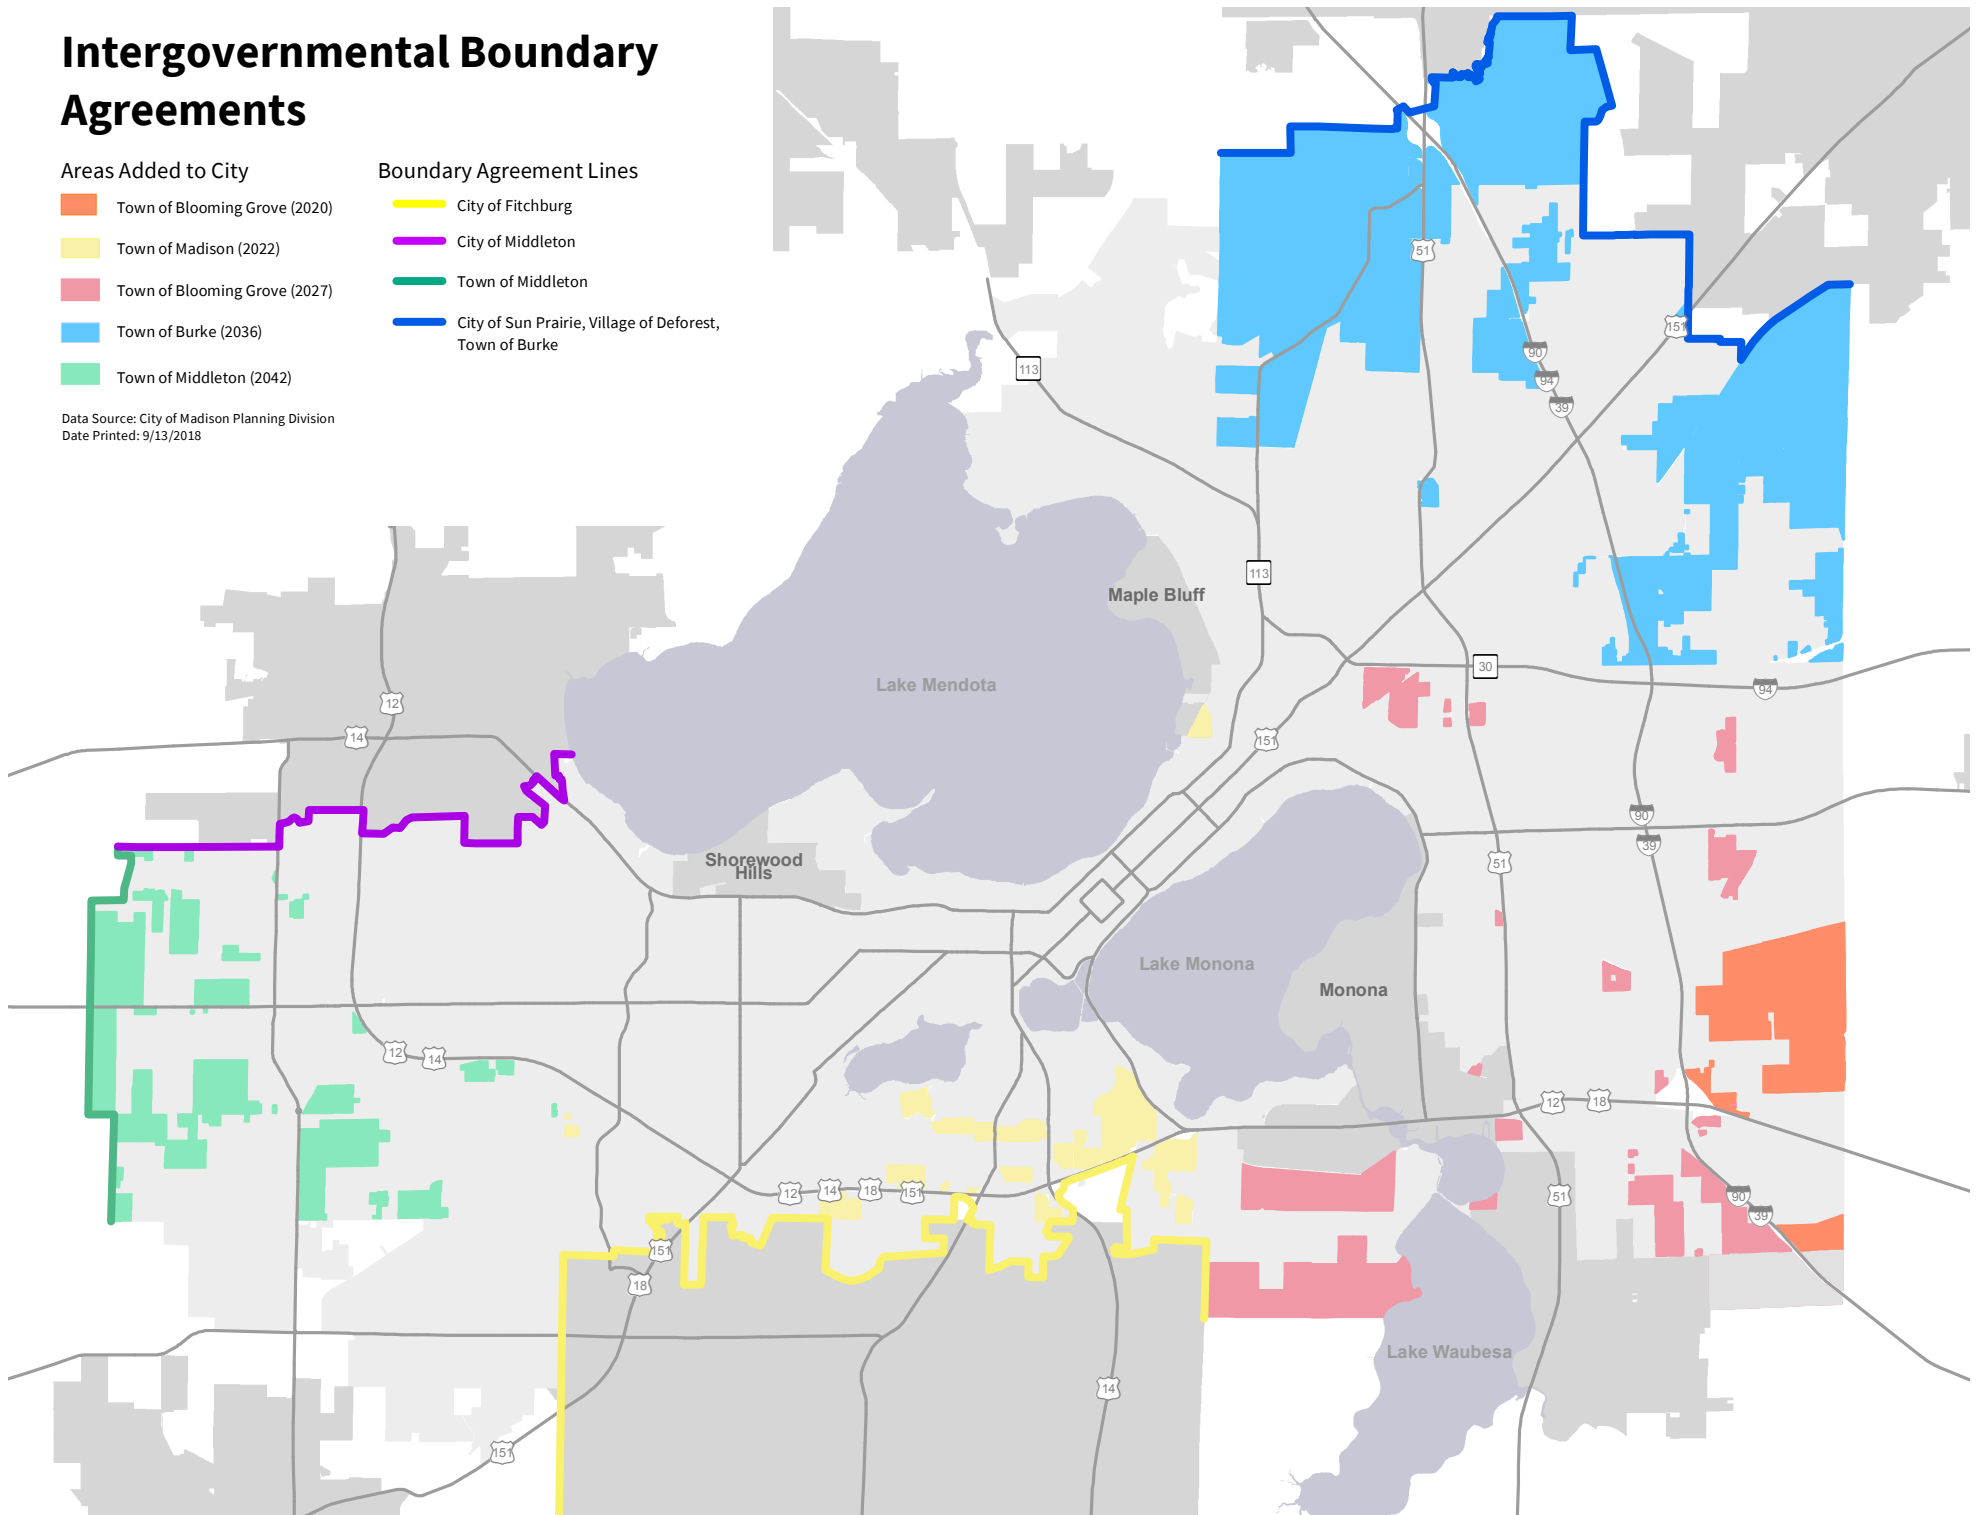 Intergovernmental Boundary
Agreements
Areas Added to City
Town of Blooming Grove (2020)
Town of Madison (2022)
Town of Blooming Grove (2027)
Town of Burke (2036)
Town of Middleton (2042)
Boundary Agreement Lines
City of Fitchburg
City of Middleton
Town of Middleton
City of Sun Prairie, Village of Deforest,
Town of Burke
Data Source: City of Madison Planning Division
Date Printed: 9/13/2018
51
151
90
94
39
113
113
Maple Bluff
Lake Mendota
30
94
12
14
151
90
39
51
Shorewood
Hills
Lake Monona
Monona
12
14
12
18
12
14
18
151
90
39
51
151
18
Lake Waubesa
14
151